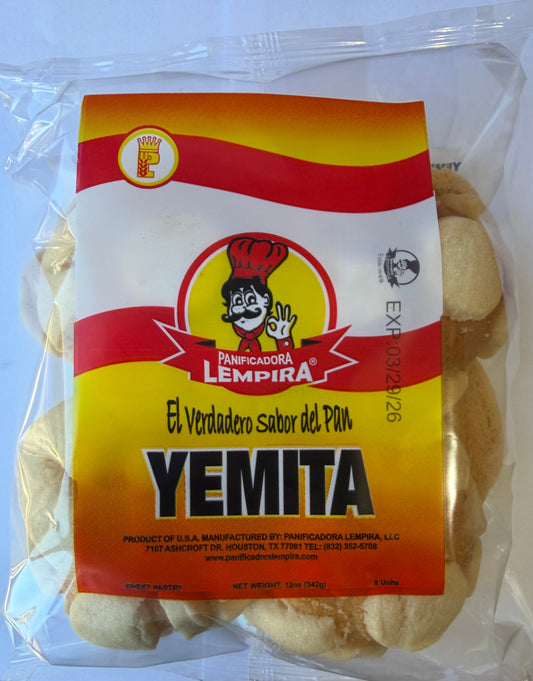 PANIFICADORA
LEMPIRA®
EXP:03/29/26
El Verdadero sabor del Pan
YEMITA
PRODUCT OF U.S.A. MANUFACTURED BY: PANIFICADORA LEMPIRA, LLC
7107 ASHCROFT DR. HOUSTON, TX 77081 TEL: (832) 352-5708
www.panificadoralempira.com
SWEET PASTRY NET WEIGHT 12oz (342g) 8 Units